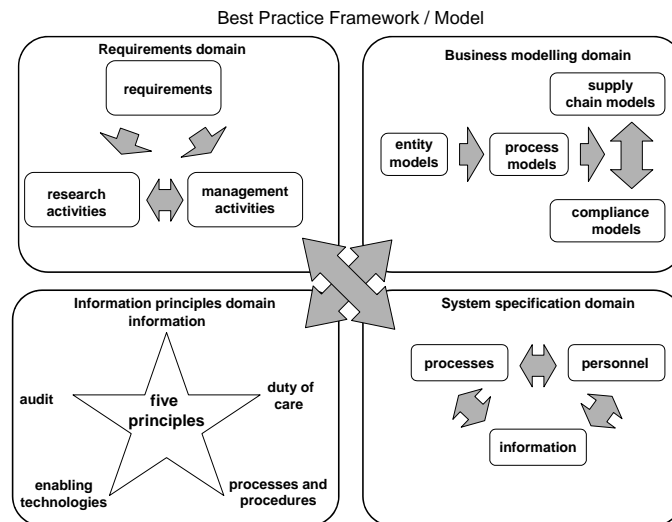 Best Practice Framework / Model
Requirements domain
requirements
research
activities
management
activities
Business modelling domain
supply
chain models
entity
models
process
models
compliance
models
Information principles domain
information
audit
five
principles
duty of
care
enabling
technologies
processes and
procedures
System specification domain
processes
personnel
information